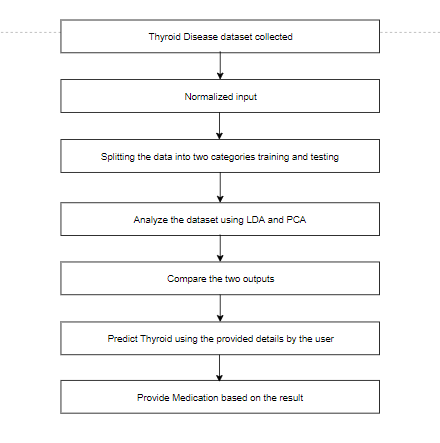 Thyroid Disease dataset collected
Normalized input
Splitting the data into two categories training and testing
Analyze the dataset using LDA and PCA
Compare the two outputs
Predict Thyroid using the provided details by the user
Provide Medication based on the result